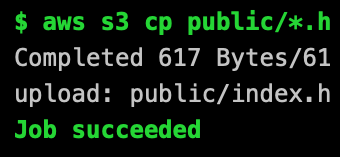 $ aws s3 cp public/*.h
Completed 617 Bytes/61
upload: public/index.h
Job succeeded